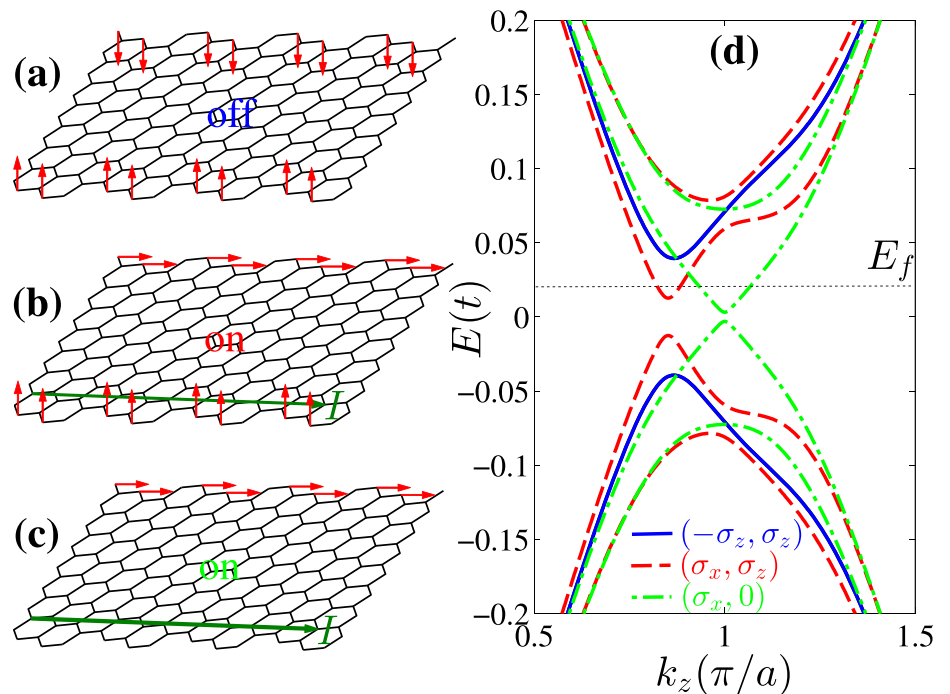 (a)
off
(b)
on
I
(c)
on
I
(d)
0.2
0.15
0.1
0.05
0
−0.05
−0.1
−0.15
−0.2
E(t)
E_f
(−σ_z, σ_z)
(σ_x, σ_z)
(σ_x, 0)
0.5
1
1.5
k_z(π/a)